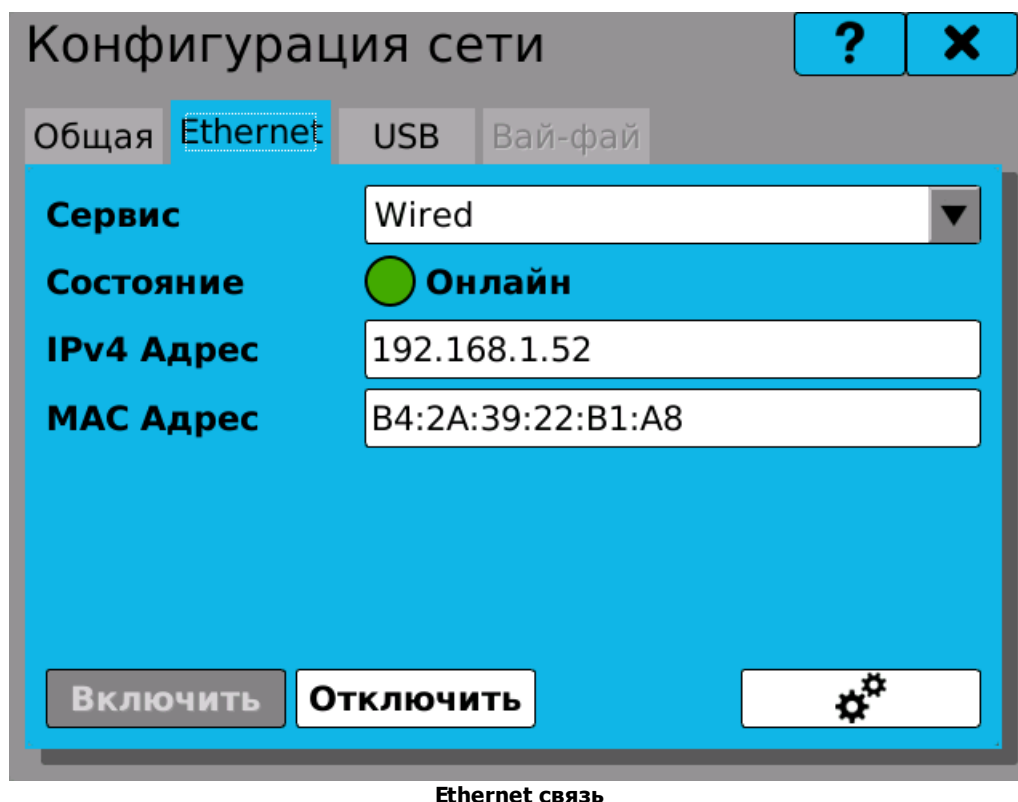 Конфигурация сети ?
Общая Ethernet USB Вай-фай
Сервис Wired
Состояние Онлайн
IPv4 Адрес 192.168.1.52
MAC Адрес B4:2A:39:22:B1:A8
Включить Отключить
Ethernet связь